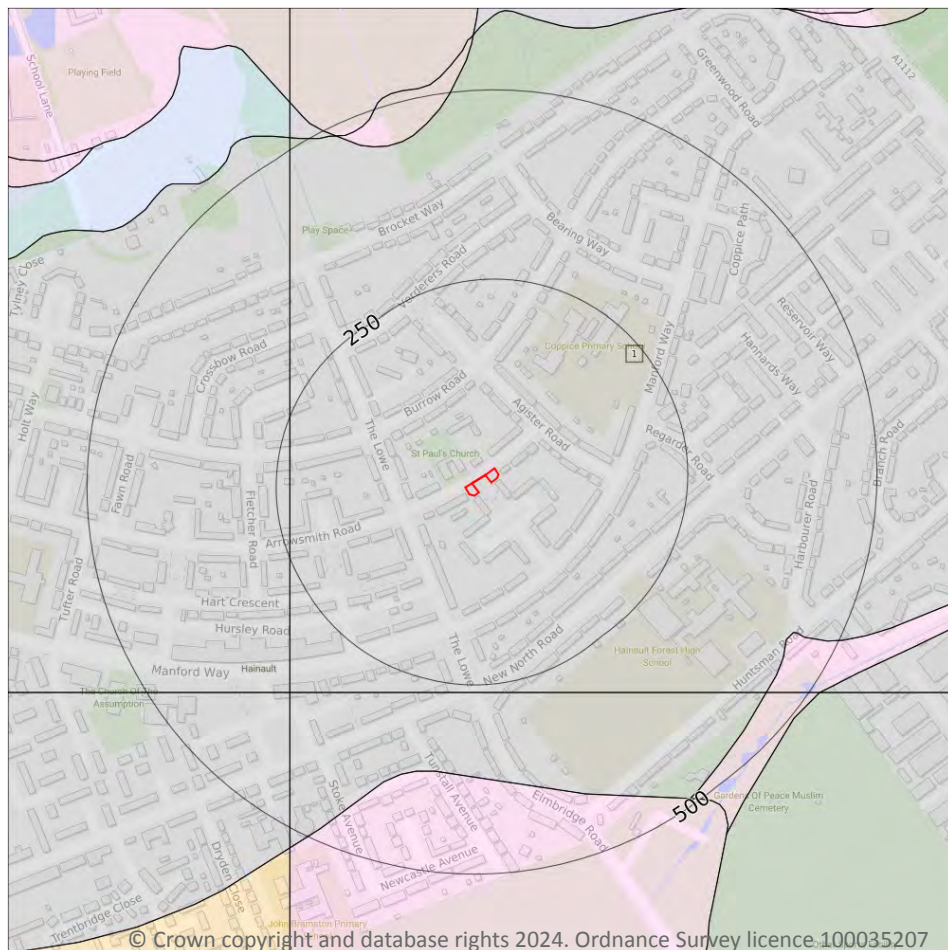 School Lane
Playing Field
Greenwood Road
A1112
Brocket Way
Play Space
Bearing Way
Coppice Path
Verderers Road
Tylney Close
250
Crossbow Road
Coppice Primary School
1
Manford Way
Reservoir Way
Hannards Way
Burrow Road
Agister Road
Holt Way
The Lowe
St Paul's Church
Regarder Road
Branch Road
Fawn Road
Fletcher Road
Arrowsmith Road
Harbourer Road
Tufter Road
Hart Crescent
Hursley Road
Manford Way
Hainault
The Lowe
New North Road
Hainault Forest High
School
Huntsman Road
The Church Of The
Assumption
Tunstall Avenue
Stoke Avenue
Elmbridge Road
500
Gardens Of Peace Muslim
Cemetery
Newcastle Avenue
Dryden Close
Trentbridge Close
John Bramston Primary
© Crown copyright and database rights 2024. Ordnance Survey licence 100035207